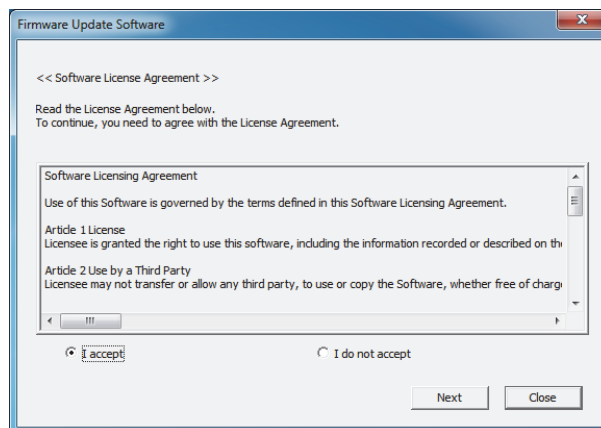 Firmware Update Software
<< Software License Agreement >>
Read the License Agreement below.
To continue, you need to agree with the License Agreement.
Software Licensing Agreement
Use of this Software is governed by the terms defined in this Software Licensing Agreement.
Article 1 License
Licensee is granted the right to use this software, including the information recorded or described on the
Article 2 Use by a Third Party
Licensee may not transfer or allow any third party, to use or copy the Software, whether free of charge
I accept
I do not accept
Next
Close